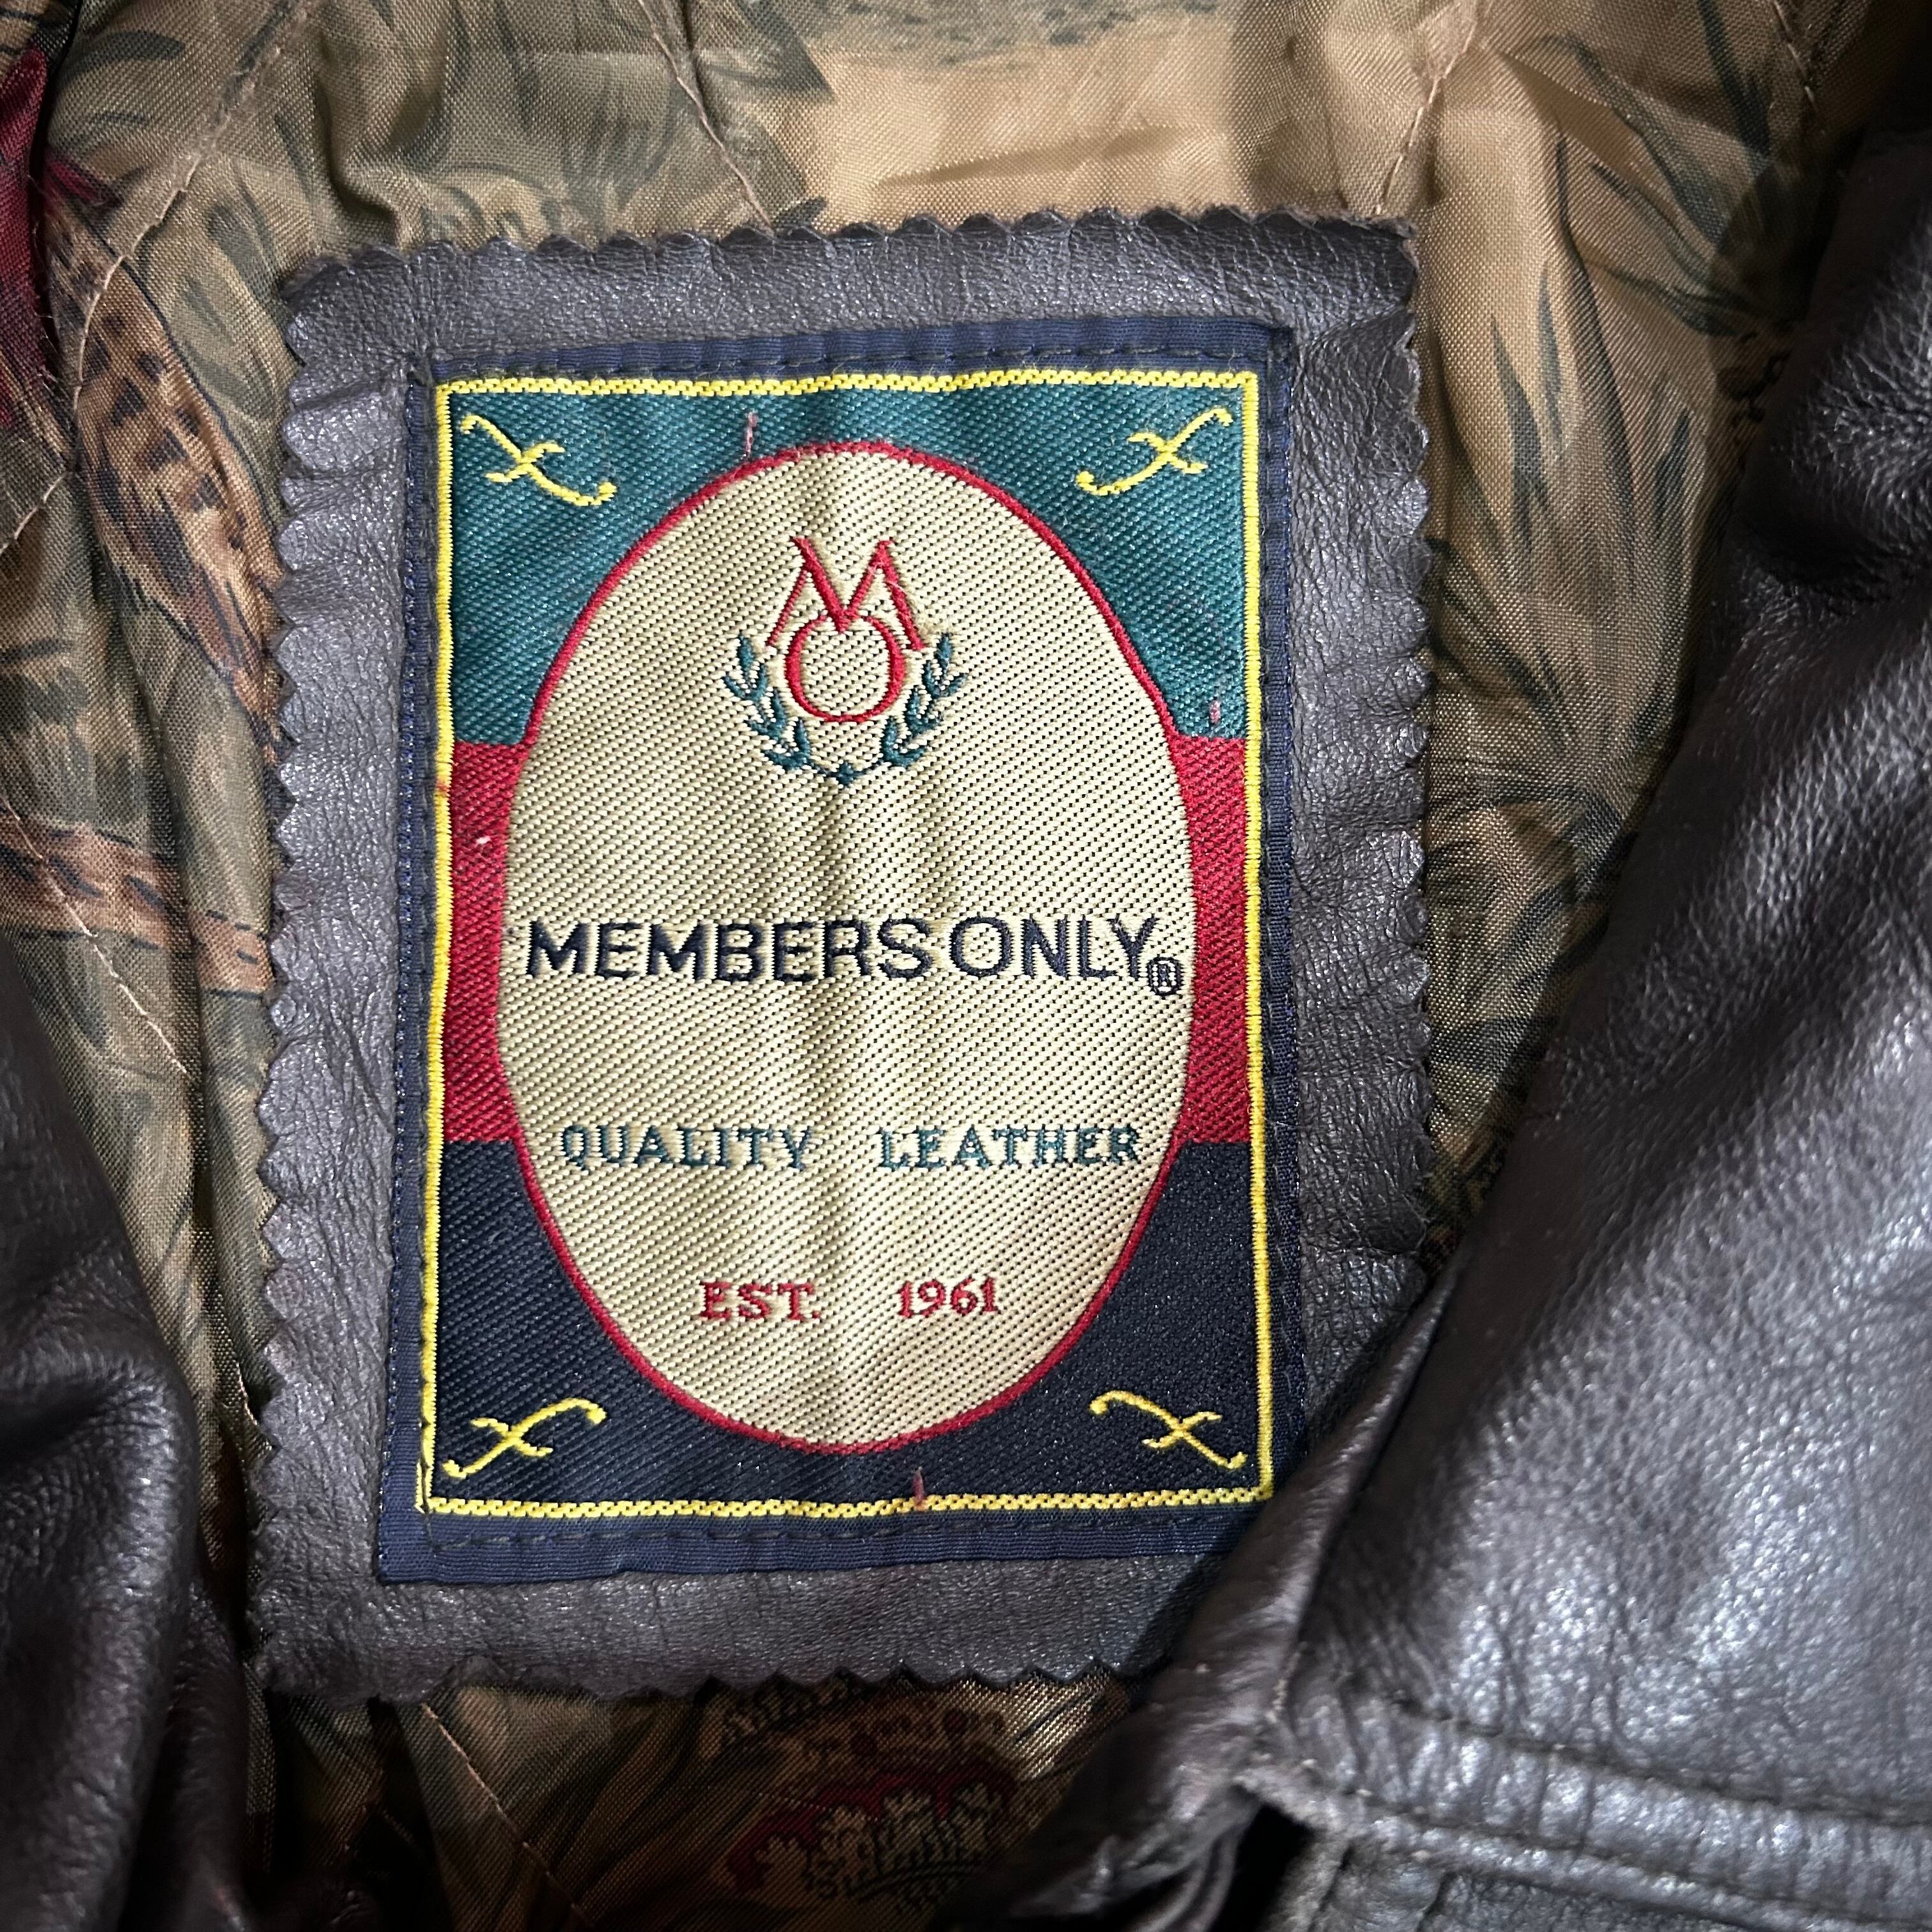 MO
MEMBERS ONLY®
QUALITY LEATHER
EST. 1961